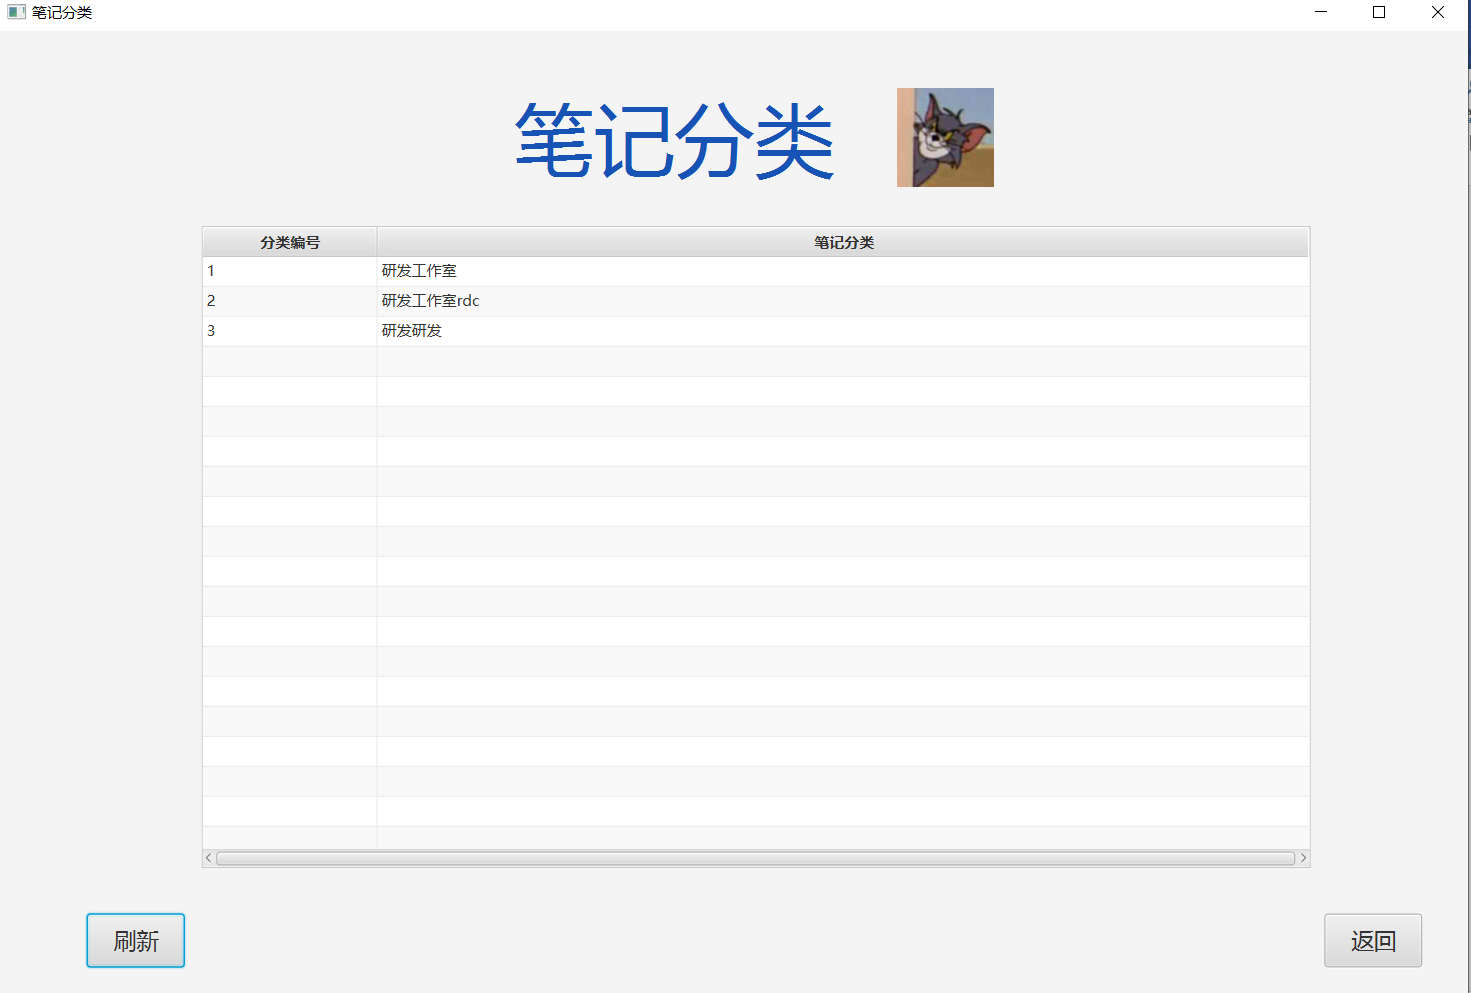 笔记分类
笔记分类
分类编号 笔记分类
1 研发工作室
2 研发工作室rdc
3 研发研发
刷新 返回